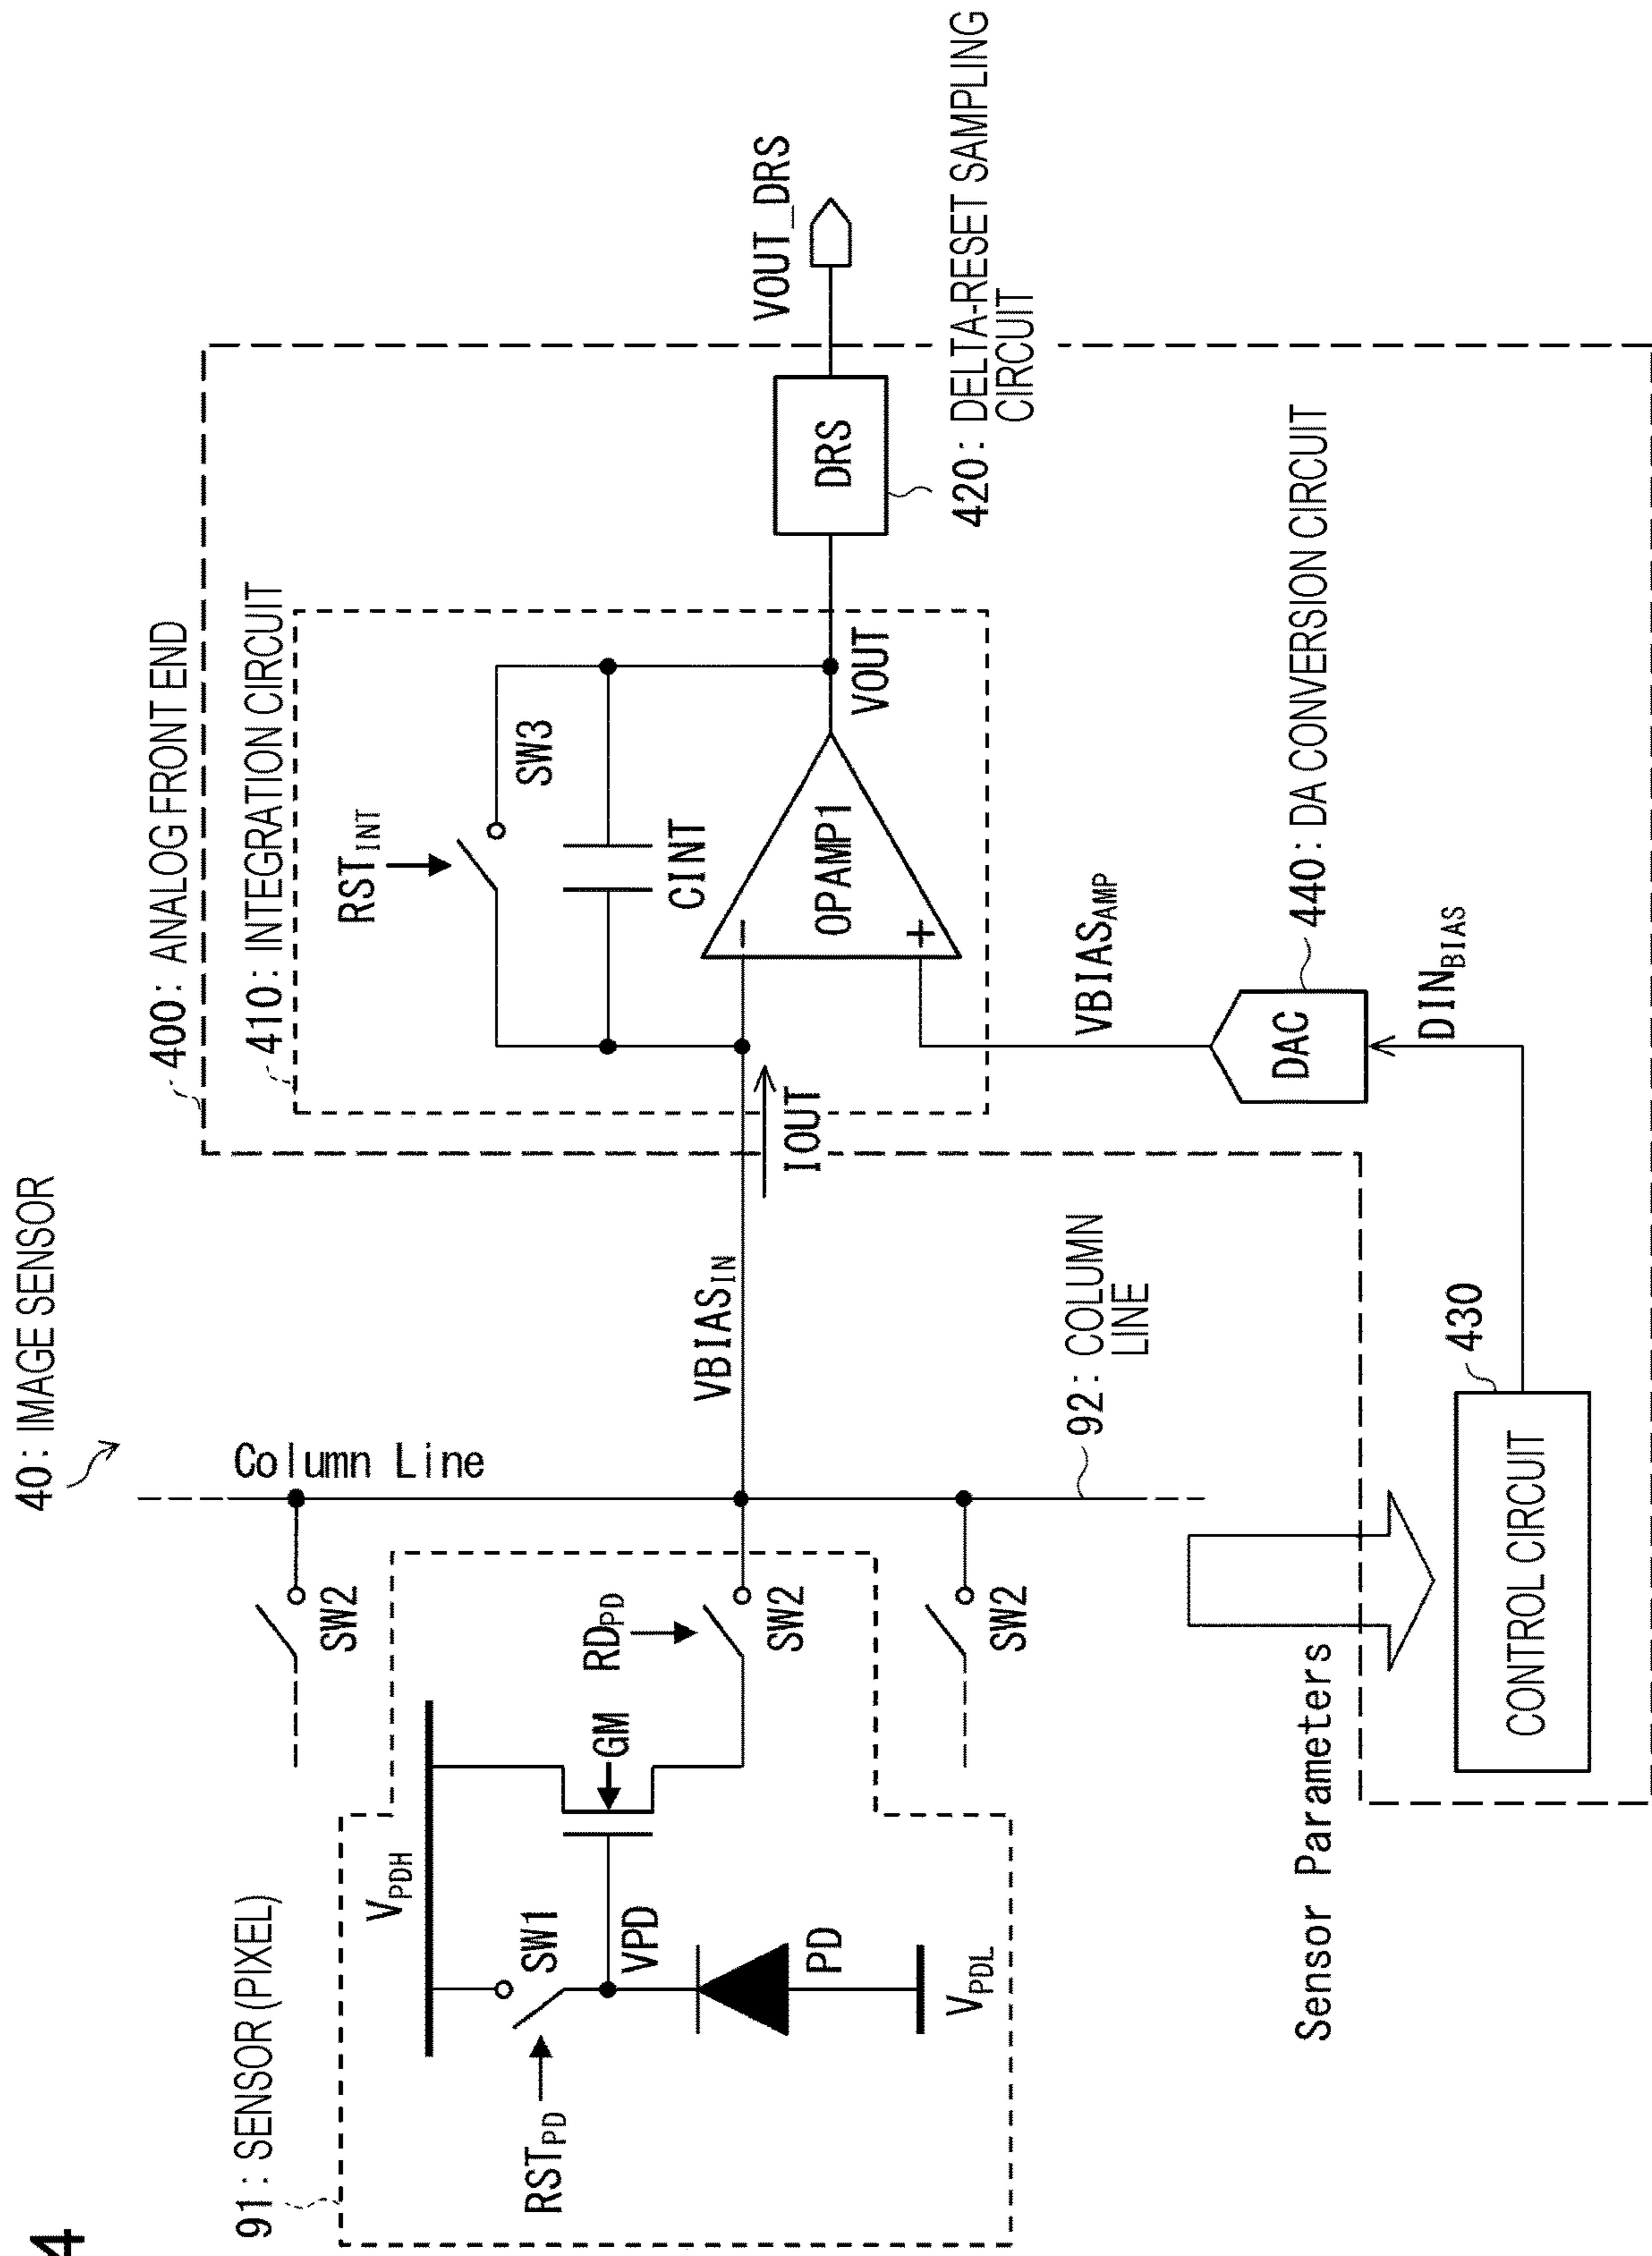 4
40: IMAGE SENSOR
400: ANALOG FRONT END
410: INTEGRATION CIRCUIT
91: SENSOR (PIXEL)
Column Line
RST_INT
SW3
CINT
OPAMP1
−
+
VOUT
DRS
VOUT_DRS
420: DELTA-RESET SAMPLING
CIRCUIT
V_PDH
SW1
RST_PD
VPD
PD
V_PDL
GM
RD_PD
SW2
SW2
SW2
VBIAS_IN
IOUT
92: COLUMN
LINE
VBIAS_AMP
DAC
440: DA CONVERSION CIRCUIT
DIN_BIAS
Sensor Parameters
430
CONTROL CIRCUIT